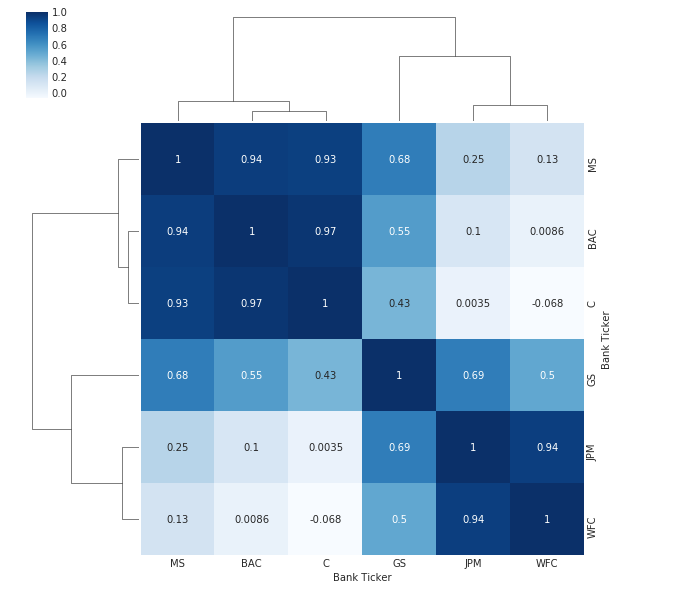 1.0
0.8
0.6
0.4
0.2
0.0
1 0.94 0.93 0.68 0.25 0.13 MS
0.94 1 0.97 0.55 0.1 0.0086 BAC
0.93 0.97 1 0.43 0.0035 -0.068 C
Bank Ticker
0.68 0.55 0.43 1 0.69 0.5 GS
0.25 0.1 0.0035 0.69 1 0.94 JPM
0.13 0.0086 -0.068 0.5 0.94 1 WFC
MS BAC C GS JPM WFC
Bank Ticker